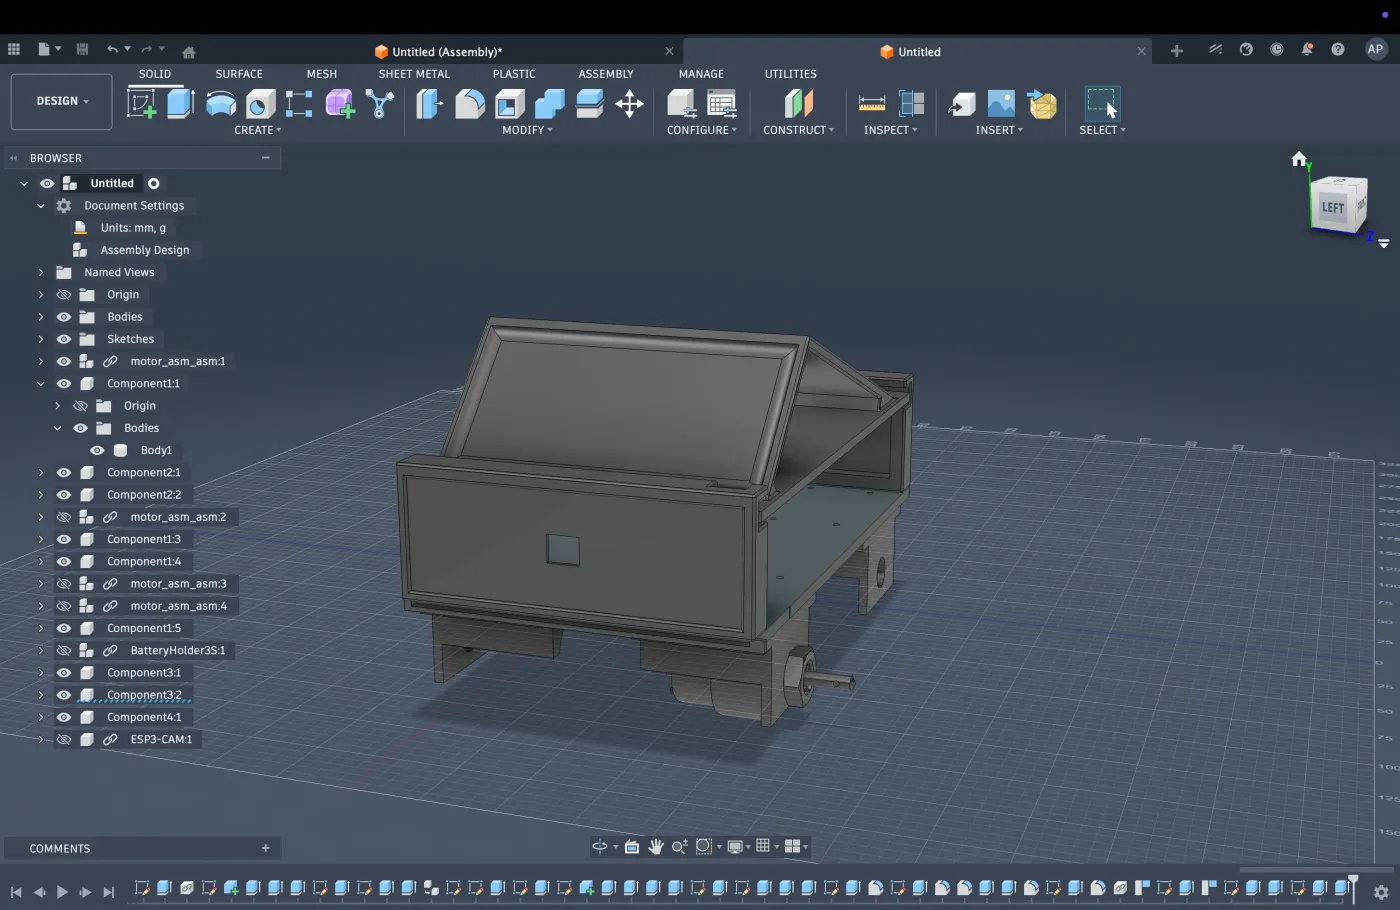 Untitled (Assembly)*
Untitled
AP
DESIGN
SOLID
SURFACE
MESH
SHEET METAL
PLASTIC
ASSEMBLY
MANAGE
UTILITIES
CREATE
MODIFY
CONFIGURE
CONSTRUCT
INSPECT
INSERT
SELECT
BROWSER
Untitled
Document Settings
Units: mm, g
Assembly Design
Named Views
Origin
Bodies
Sketches
motor_asm_asm:1
Component1:1
Origin
Bodies
Body1
Component2:1
Component2:2
motor_asm_asm:2
Component1:3
Component1:4
motor_asm_asm:3
motor_asm_asm:4
Component1:5
BatteryHolder3S:1
Component3:1
Component3:2
Component4:1
ESP3-CAM:1
Y
LEFT
Z
COMMENTS